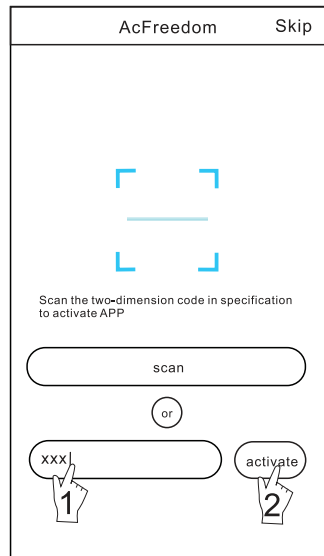 AcFreedom Skip
Scan the two-dimension code in specification
to activate APP
scan
or
xxx activate
1 2